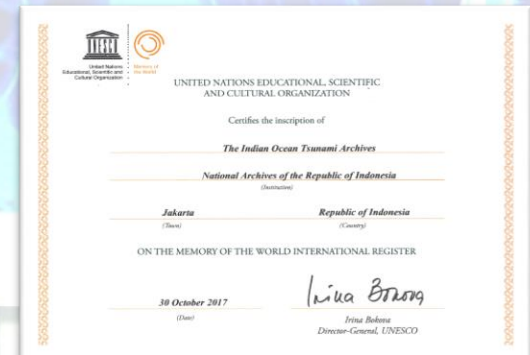 United Nations
Educational, Scientific and
Cultural Organization
Memory of
the World
UNITED NATIONS EDUCATIONAL, SCIENTIFIC
AND CULTURAL ORGANIZATION
Certifies the inscription of
The Indian Ocean Tsunami Archives
National Archives of the Republic of Indonesia
(Institution)
Jakarta
Republic of Indonesia
(Town)
(Country)
ON THE MEMORY OF THE WORLD INTERNATIONAL REGISTER
30 October 2017
Irina Bokova
(Date)
Irina Bokova
Director-General, UNESCO